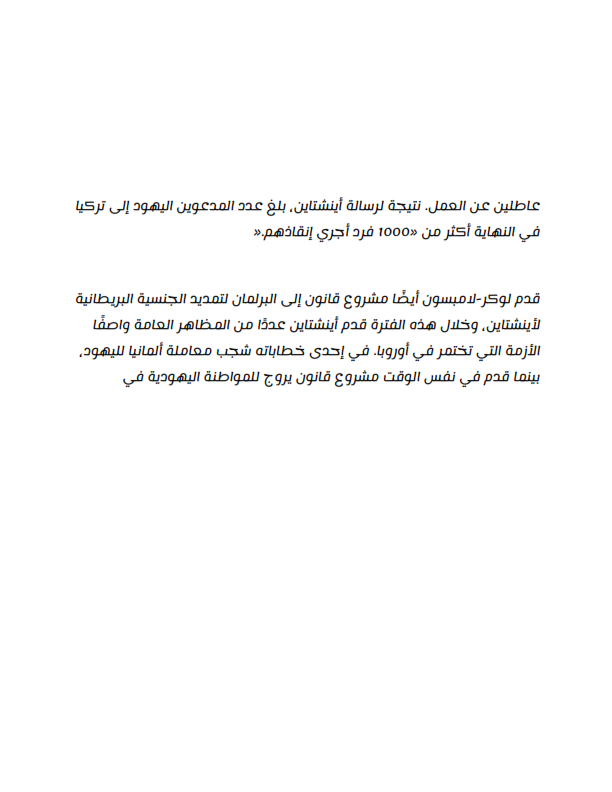 عاطلين عن العمل. نتيجة لرسالة أينشتاين، بلغ عدد المدعوين اليهود إلى تركيا
في النهاية أكثر من «1000 فرد أجري إنقاذهم.»
قدم لوكر-لامبسون أيضًا مشروع قانون إلى البرلمان لتمديد الجنسية البريطانية
لأينشتاين، وخلال هذه الفترة قدم أينشتاين عددًا من المظاهر العامة واصفًا
الأزمة التي تختمر في أوروبا. في إحدى خطاباته شجب معاملة ألمانيا لليهود،
بينما قدم في نفس الوقت مشروع قانون يروج للمواطنة اليهودية في